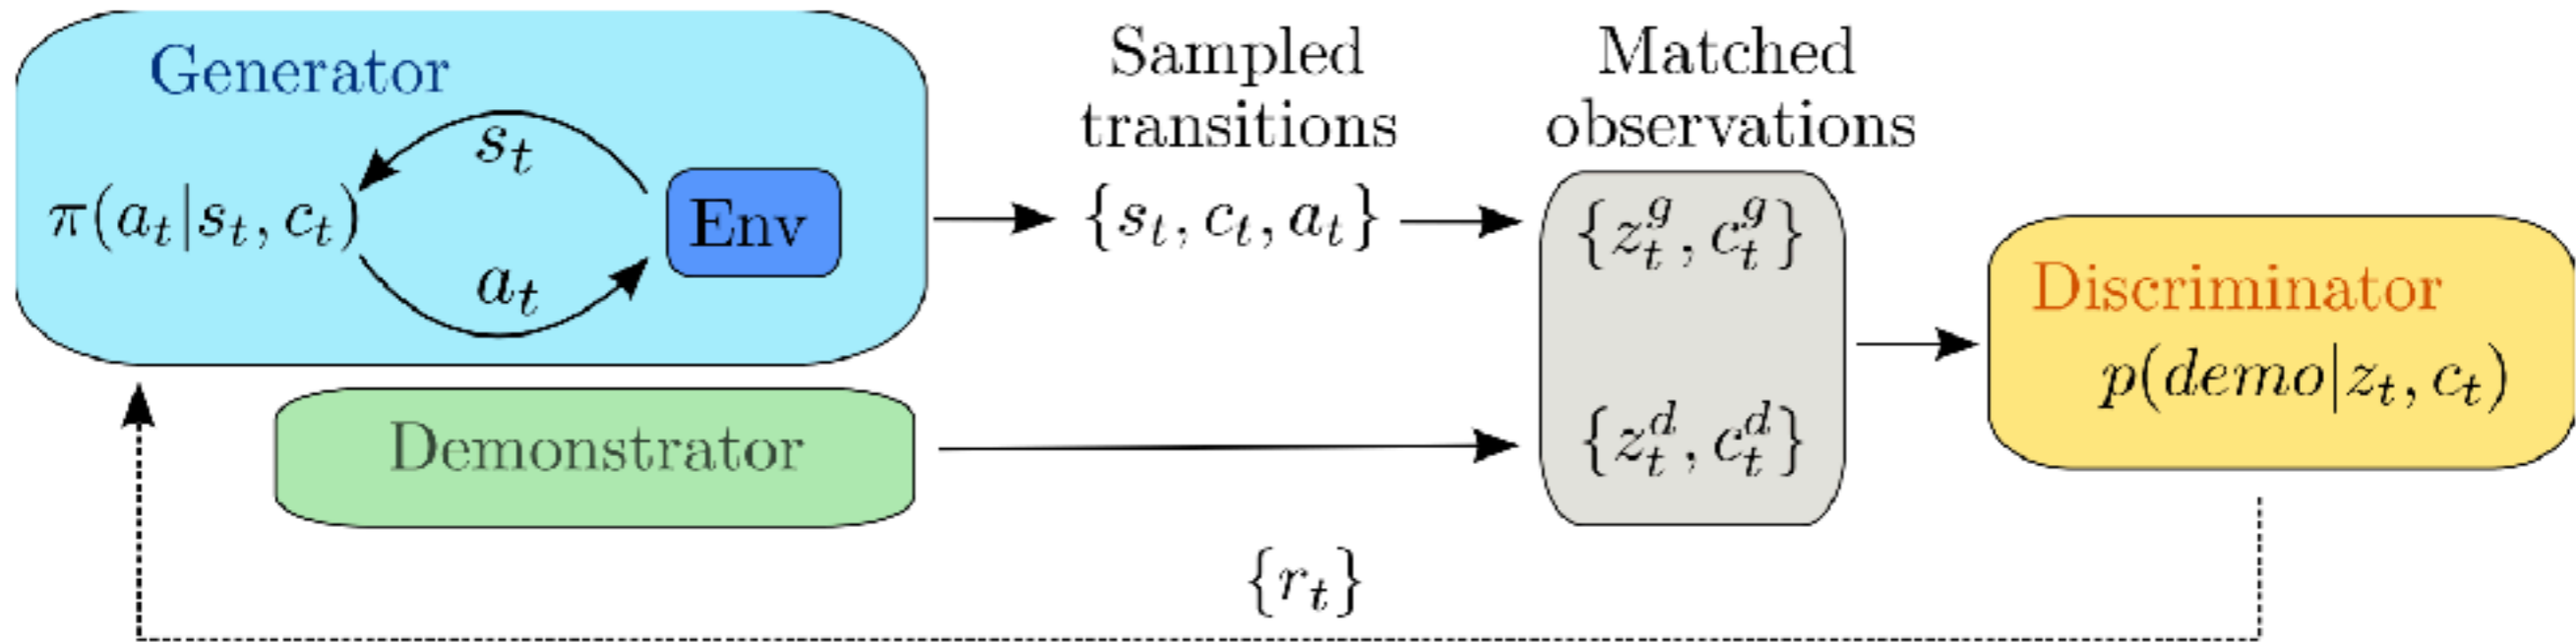 Generator
s_t
π(a_t|s_t, c_t)
Env
a_t
Sampled
transitions
{s_t, c_t, a_t}
Matched
observations
{z_t^g, c_t^g}
{z_t^d, c_t^d}
Discriminator
p(demo|z_t, c_t)
Demonstrator
{r_t}